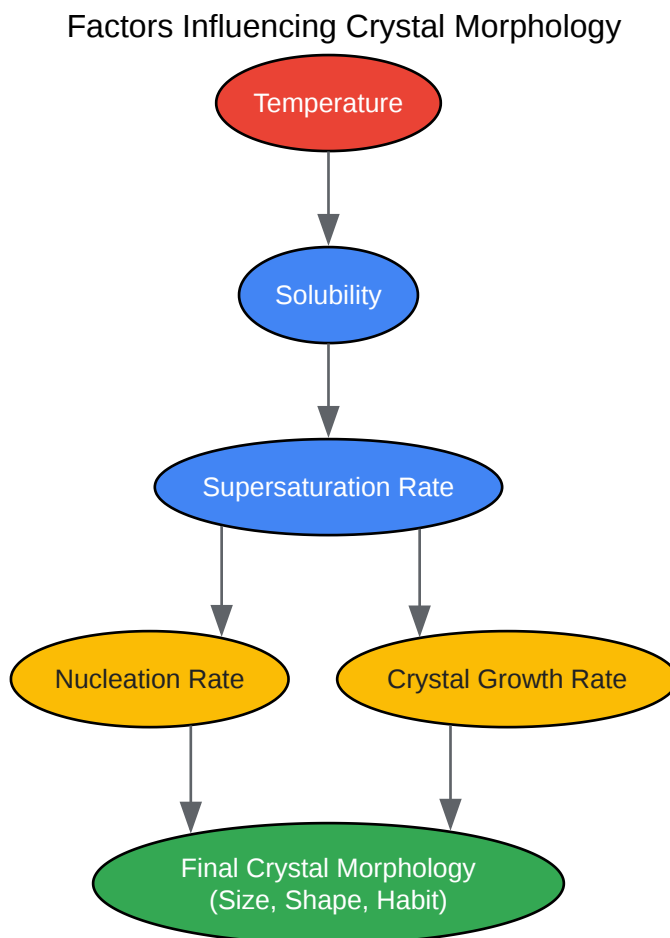 Factors Influencing Crystal Morphology
Temperature
Solubility
Supersaturation Rate
Nucleation Rate
Crystal Growth Rate
Final Crystal Morphology
(Size, Shape, Habit)